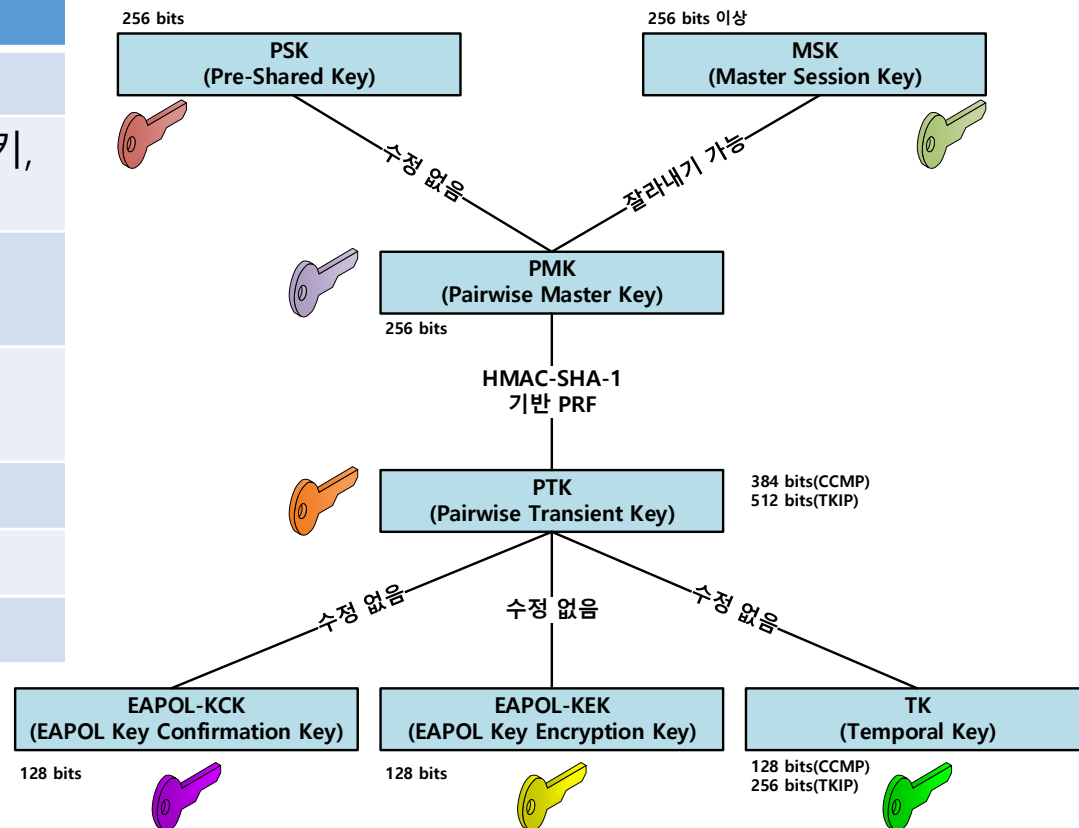 키,
256 bits
PSK
(Pre-Shared Key)
256 bits 이상
MSK
(Master Session Key)
수정 없음
잘라내기 가능
PMK
(Pairwise Master Key)
256 bits
HMAC-SHA-1
기반 PRF
PTK
(Pairwise Transient Key)
384 bits(CCMP)
512 bits(TKIP)
수정 없음
수정 없음
수정 없음
EAPOL-KCK
(EAPOL Key Confirmation Key)
128 bits
EAPOL-KEK
(EAPOL Key Encryption Key)
128 bits
TK
(Temporal Key)
128 bits(CCMP)
256 bits(TKIP)